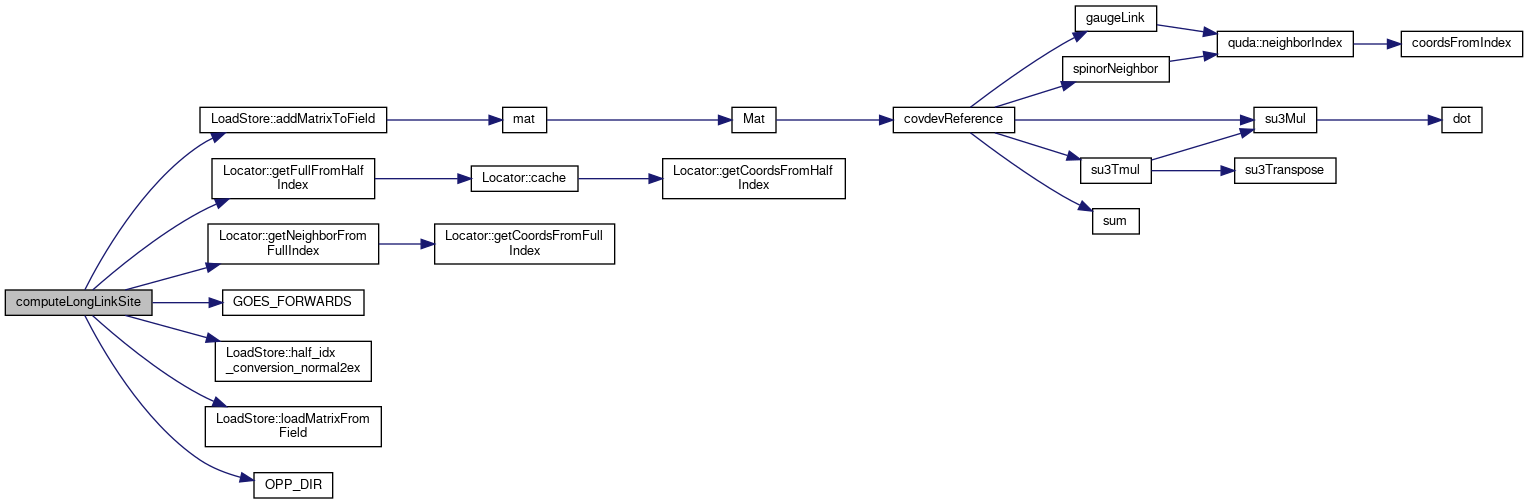 gaugeLink
quda::neighborIndex
coordsFromIndex
spinorNeighbor
LoadStore::addMatrixToField
mat
Mat
covdevReference
su3Mul
dot
Locator::getFullFromHalf
Index
Locator::cache
Locator::getCoordsFromHalf
Index
su3Tmul
su3Transpose
sum
Locator::getNeighborFrom
FullIndex
Locator::getCoordsFromFull
Index
computeLongLinkSite
GOES_FORWARDS
LoadStore::half_idx
_conversion_normal2ex
LoadStore::loadMatrixFrom
Field
OPP_DIR